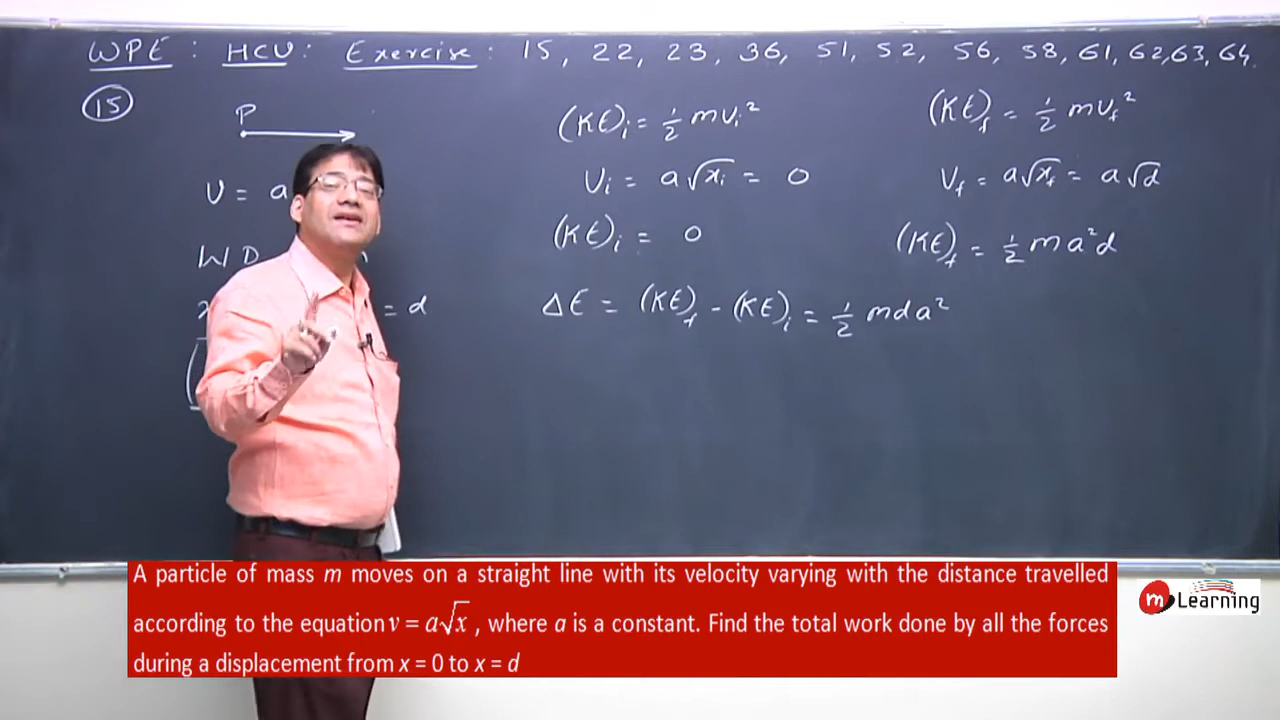 WPE : HCV : Exercise : 15, 22, 23, 36, 51, 52, 56, 58, 61, 62, 63, 64.
15
P
v = a
WD
= d
(KE)i = 1/2 mvi²
vi = a√xi = 0
(KE)i = 0
(KE)f = 1/2 mvf²
vf = a√xf = a√d
(KE)f = 1/2 ma²d
ΔE = (KE)f - (KE)i = 1/2 mda²
A particle of mass m moves on a straight line with its velocity varying with the distance travelled
according to the equation v = a√x, where a is a constant. Find the total work done by all the forces
during a displacement from x = 0 to x = d
m Learning